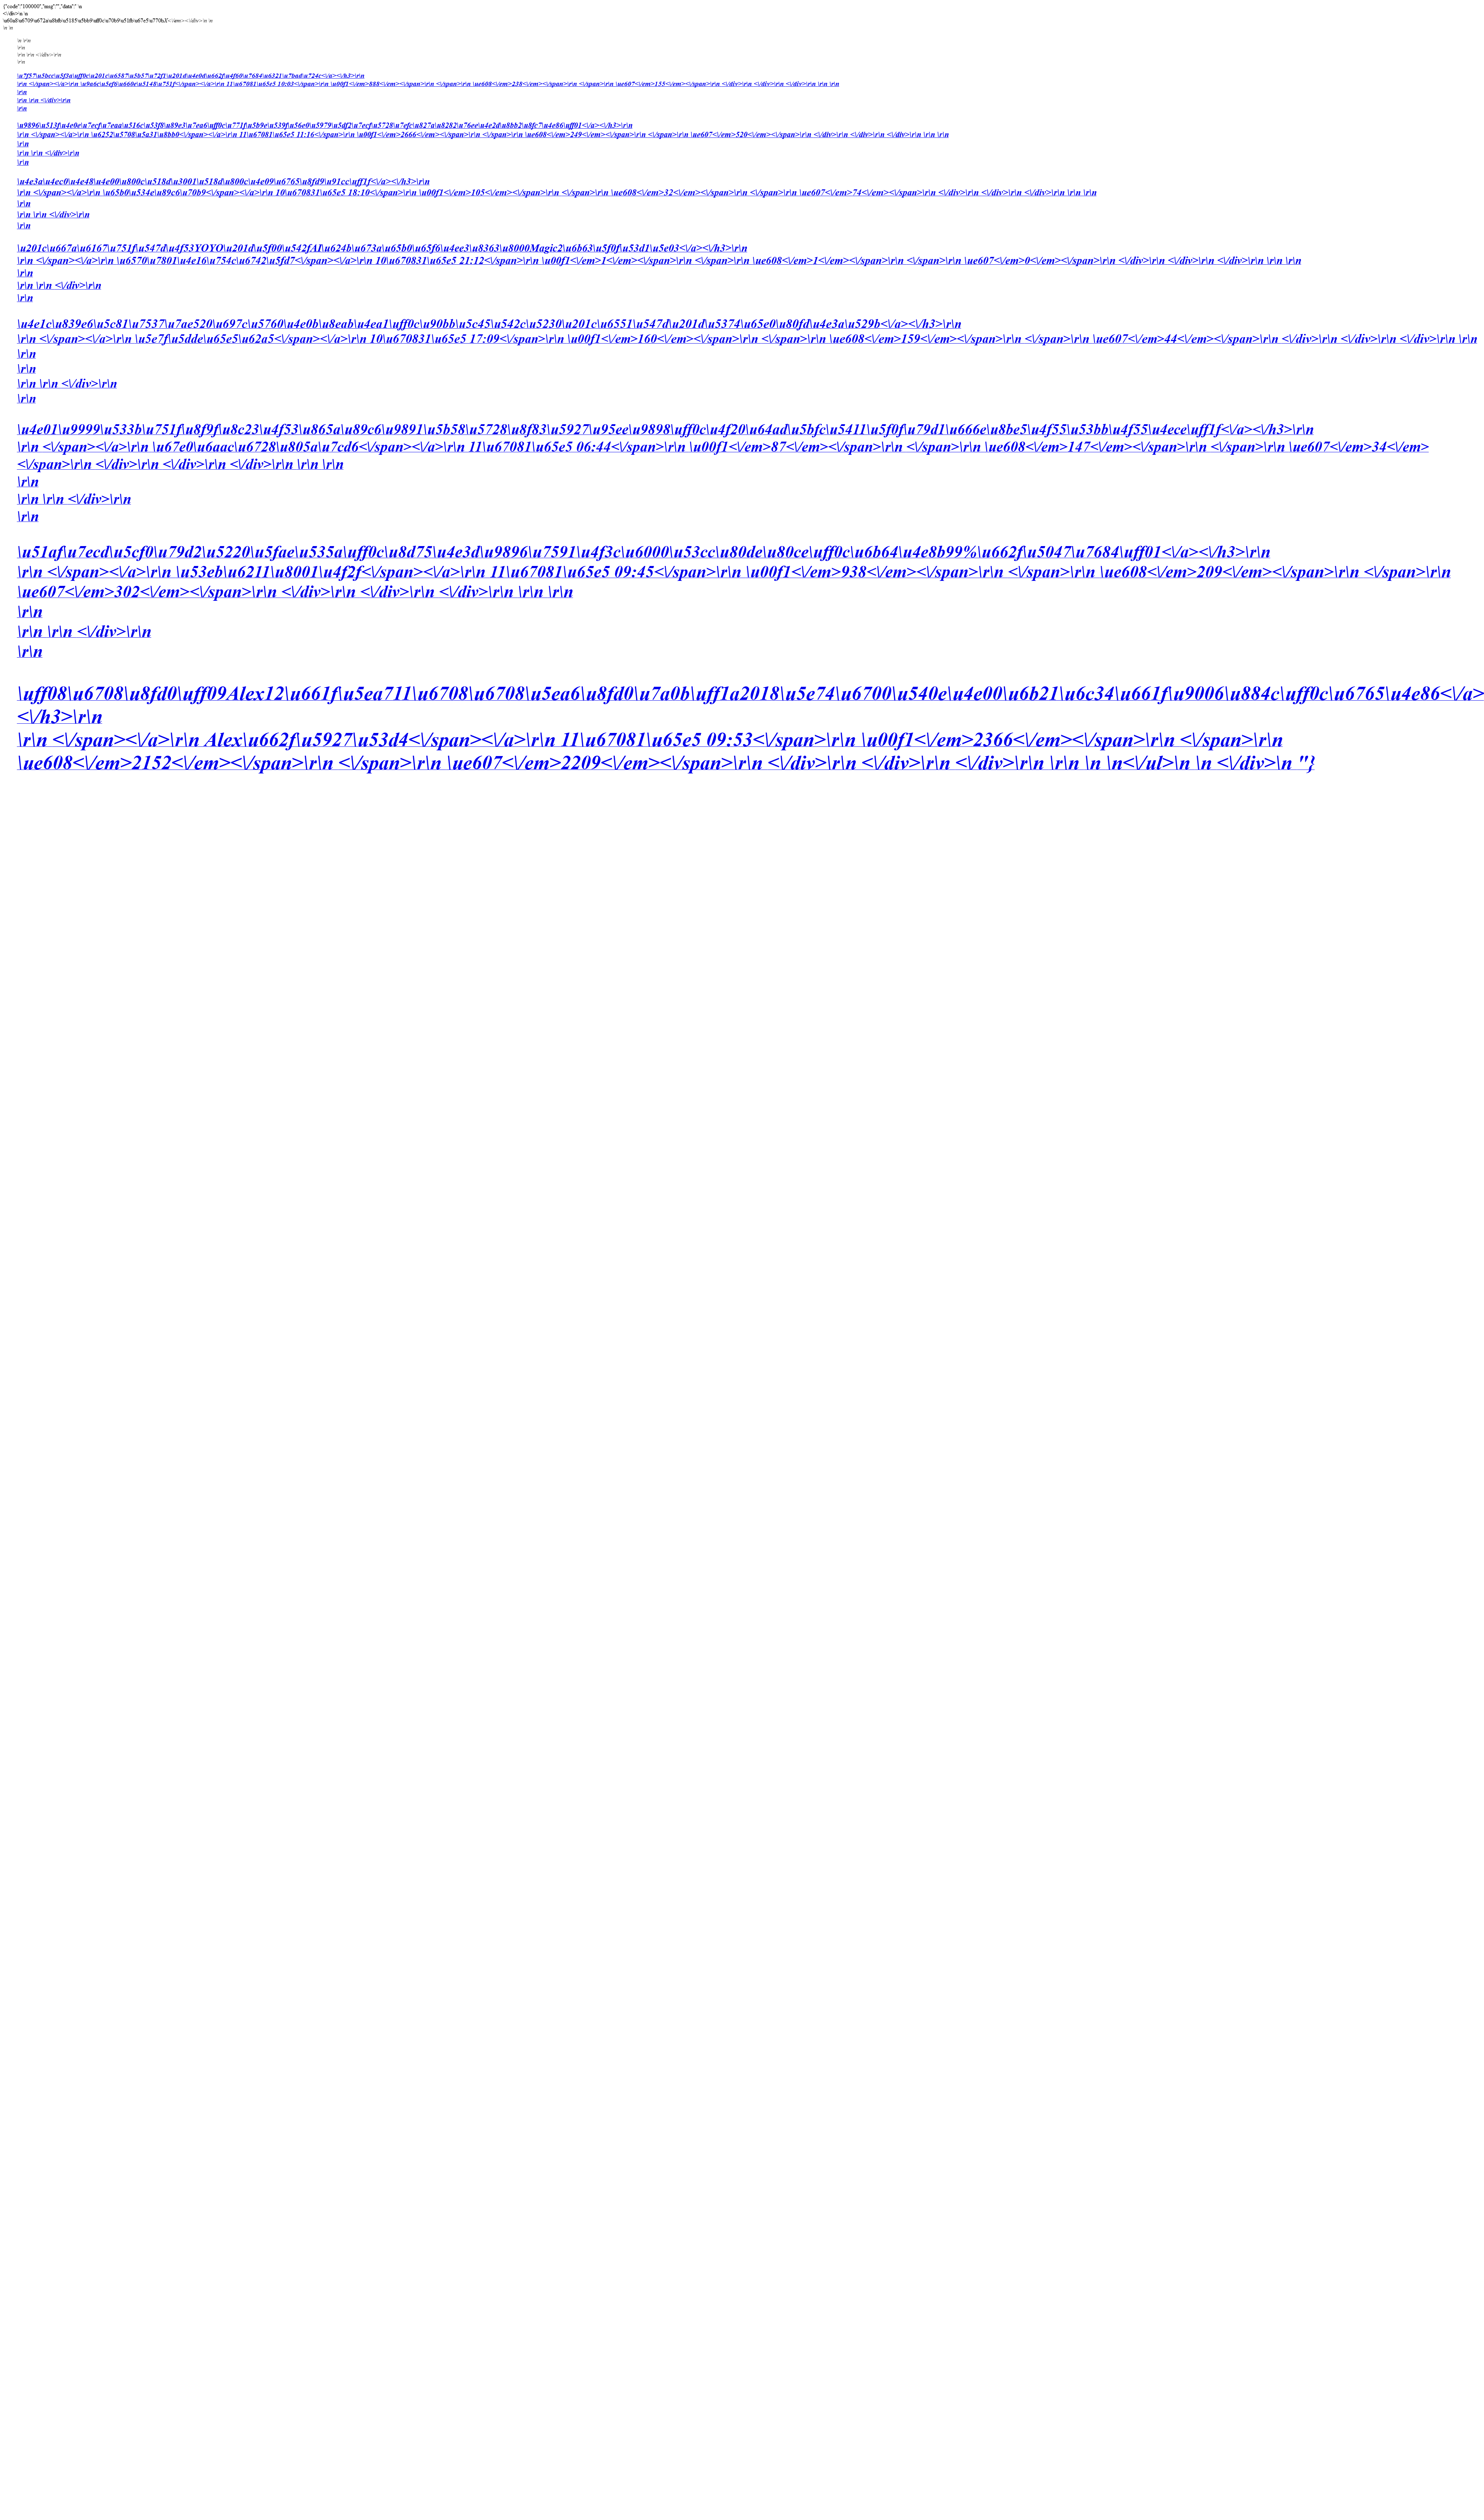 {"code":"100000","msg":"","data":" \n
<\/div>\n \n
\u60a8\u6709\u672a\u8bfb\u5185\u5bb9\uff0c\u70b9\u51fb\u67e5\u770bX<\/em><\/div>\n \n
\n \n
\n \r\n
\r\n
\r\n \r\n <\/div>\r\n
\r\n
\u7f57\u5bcc\u5f3a\uff0c\u201c\u6587\u5b57\u72f1\u201d\u4e0d\u662f\u4f60\u7684\u6321\u7bad\u724c<\/a><\/h3>\r\n
\r\n <\/span><\/a>\r\n \u9a6c\u5ef6\u660e\u5148\u751f<\/span><\/a>\r\n 11\u67081\u65e5 10:03<\/span>\r\n \u00f1<\/em>888<\/em><\/span>\r\n <\/span>\r\n \ue608<\/em>238<\/em><\/span>\r\n <\/span>\r\n \ue607<\/em>155<\/em><\/span>\r\n <\/div>\r\n <\/div>\r\n <\/div>\r\n \r\n \r\n
\r\n
\r\n \r\n <\/div>\r\n
\r\n
\u9896\u513f\u4e0e\u7ecf\u7eaa\u516c\u53f8\u89e3\u7ea6\uff0c\u771f\u5b9e\u539f\u56e0\u5979\u5df2\u7ecf\u5728\u7efc\u827a\u8282\u76ee\u4e2d\u8bb2\u8fc7\u4e86\uff01<\/a><\/h3>\r\n
\r\n <\/span><\/a>\r\n \u6252\u5708\u5a31\u8bb0<\/span><\/a>\r\n 11\u67081\u65e5 11:16<\/span>\r\n \u00f1<\/em>2666<\/em><\/span>\r\n <\/span>\r\n \ue608<\/em>249<\/em><\/span>\r\n <\/span>\r\n \ue607<\/em>520<\/em><\/span>\r\n <\/div>\r\n <\/div>\r\n <\/div>\r\n \r\n \r\n
\r\n
\r\n \r\n <\/div>\r\n
\r\n
\u4e3a\u4ec0\u4e48\u4e00\u800c\u518d\u3001\u518d\u800c\u4e09\u6765\u8fd9\u91cc\uff1f<\/a><\/h3>\r\n
\r\n <\/span><\/a>\r\n \u65b0\u534e\u89c6\u70b9<\/span><\/a>\r\n 10\u670831\u65e5 18:10<\/span>\r\n \u00f1<\/em>105<\/em><\/span>\r\n <\/span>\r\n \ue608<\/em>32<\/em><\/span>\r\n <\/span>\r\n \ue607<\/em>74<\/em><\/span>\r\n <\/div>\r\n <\/div>\r\n <\/div>\r\n \r\n \r\n
\r\n
\r\n \r\n <\/div>\r\n
\r\n
\u201c\u667a\u6167\u751f\u547d\u4f53YOYO\u201d\u5f00\u542fAI\u624b\u673a\u65b0\u65f6\u4ee3\u8363\u8000Magic2\u6b63\u5f0f\u53d1\u5e03<\/a><\/h3>\r\n
\r\n <\/span><\/a>\r\n \u6570\u7801\u4e16\u754c\u6742\u5fd7<\/span><\/a>\r\n 10\u670831\u65e5 21:12<\/span>\r\n \u00f1<\/em>1<\/em><\/span>\r\n <\/span>\r\n \ue608<\/em>1<\/em><\/span>\r\n <\/span>\r\n \ue607<\/em>0<\/em><\/span>\r\n <\/div>\r\n <\/div>\r\n <\/div>\r\n \r\n \r\n
\r\n
\r\n \r\n <\/div>\r\n
\r\n
\u4e1c\u839e6\u5c81\u7537\u7ae520\u697c\u5760\u4e0b\u8eab\u4ea1\uff0c\u90bb\u5c45\u542c\u5230\u201c\u6551\u547d\u201d\u5374\u65e0\u80fd\u4e3a\u529b<\/a><\/h3>\r\n
\r\n <\/span><\/a>\r\n \u5e7f\u5dde\u65e5\u62a5<\/span><\/a>\r\n 10\u670831\u65e5 17:09<\/span>\r\n \u00f1<\/em>160<\/em><\/span>\r\n <\/span>\r\n \ue608<\/em>159<\/em><\/span>\r\n <\/span>\r\n \ue607<\/em>44<\/em><\/span>\r\n <\/div>\r\n <\/div>\r\n <\/div>\r\n \r\n
\r\n
\r\n
\r\n \r\n <\/div>\r\n
\r\n
\u4e01\u9999\u533b\u751f\u8f9f\u8c23\u4f53\u865a\u89c6\u9891\u5b58\u5728\u8f83\u5927\u95ee\u9898\uff0c\u4f20\u64ad\u5bfc\u5411\u5f0f\u79d1\u666e\u8be5\u4f55\u53bb\u4f55\u4ece\uff1f<\/a><\/h3>\r\n
\r\n <\/span><\/a>\r\n \u67e0\u6aac\u6728\u805a\u7cd6<\/span><\/a>\r\n 11\u67081\u65e5 06:44<\/span>\r\n \u00f1<\/em>87<\/em><\/span>\r\n <\/span>\r\n \ue608<\/em>147<\/em><\/span>\r\n <\/span>\r\n \ue607<\/em>34<\/em>
<\/span>\r\n <\/div>\r\n <\/div>\r\n <\/div>\r\n \r\n \r\n
\r\n
\r\n \r\n <\/div>\r\n
\r\n
\u51af\u7ecd\u5cf0\u79d2\u5220\u5fae\u535a\uff0c\u8d75\u4e3d\u9896\u7591\u4f3c\u6000\u53cc\u80de\u80ce\uff0c\u6b64\u4e8b99%\u662f\u5047\u7684\uff01<\/a><\/h3>\r\n
\r\n <\/span><\/a>\r\n \u53eb\u6211\u8001\u4f2f<\/span><\/a>\r\n 11\u67081\u65e5 09:45<\/span>\r\n \u00f1<\/em>938<\/em><\/span>\r\n <\/span>\r\n \ue608<\/em>209<\/em><\/span>\r\n <\/span>\r\n
\ue607<\/em>302<\/em><\/span>\r\n <\/div>\r\n <\/div>\r\n <\/div>\r\n \r\n \r\n
\r\n
\r\n \r\n <\/div>\r\n
\r\n
\uff08\u6708\u8fd0\uff09Alex12\u661f\u5ea711\u6708\u6708\u5ea6\u8fd0\u7a0b\uff1a2018\u5e74\u6700\u540e\u4e00\u6b21\u6c34\u661f\u9006\u884c\uff0c\u6765\u4e86<\/a>
<\/h3>\r\n
\r\n <\/span><\/a>\r\n Alex\u662f\u5927\u53d4<\/span><\/a>\r\n 11\u67081\u65e5 09:53<\/span>\r\n \u00f1<\/em>2366<\/em><\/span>\r\n <\/span>\r\n
\ue608<\/em>2152<\/em><\/span>\r\n <\/span>\r\n \ue607<\/em>2209<\/em><\/span>\r\n <\/div>\r\n <\/div>\r\n <\/div>\r\n \r\n \n \n<\/ul>\n \n <\/div>\n "}